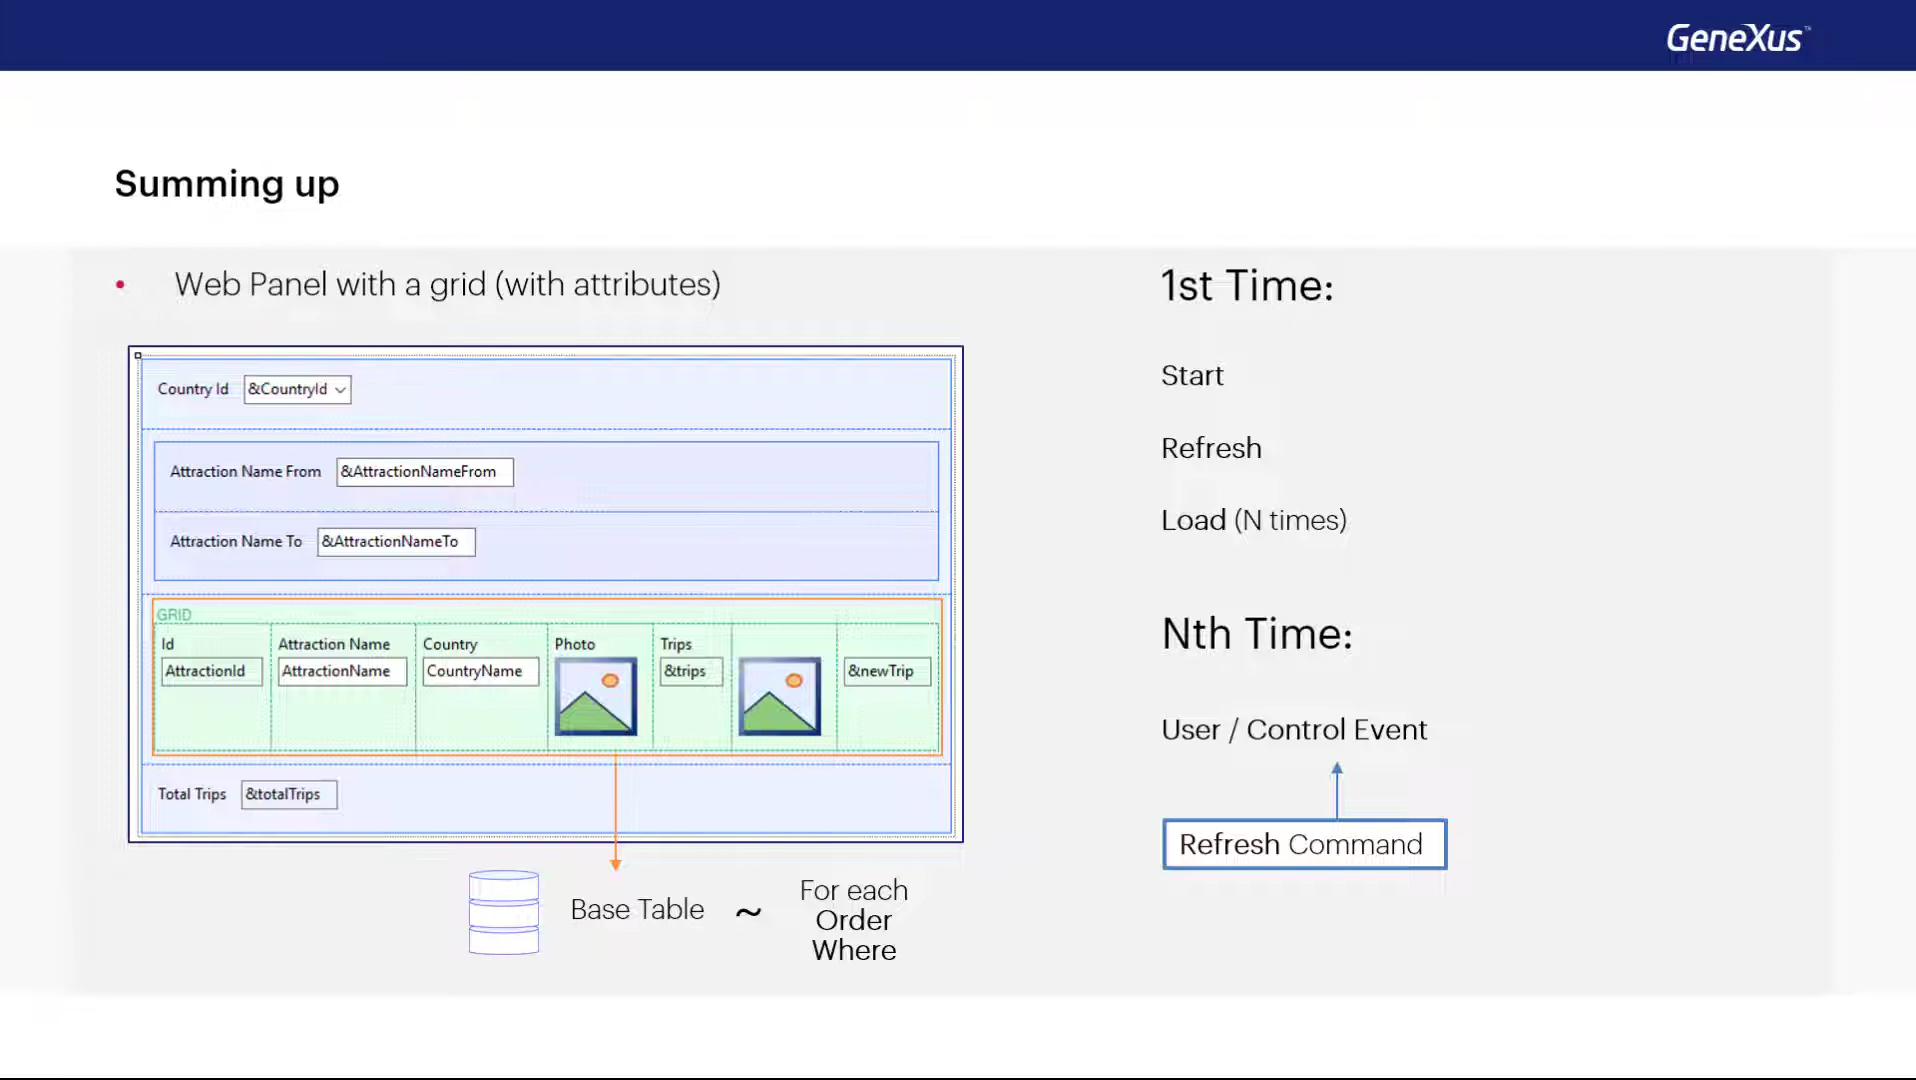 GeneXus™
Summing up
• Web Panel with a grid (with attributes)
Country Id &CountryId
Attraction Name From &AttractionNameFrom
Attraction Name To &AttractionNameTo
GRID
Id Attraction Name Country Photo Trips
AttractionId AttractionName CountryName &trips &newTrip
Total Trips &totalTrips
Base Table ~ For each
Order
Where
1st Time:
Start
Refresh
Load (N times)
Nth Time:
User / Control Event
Refresh Command